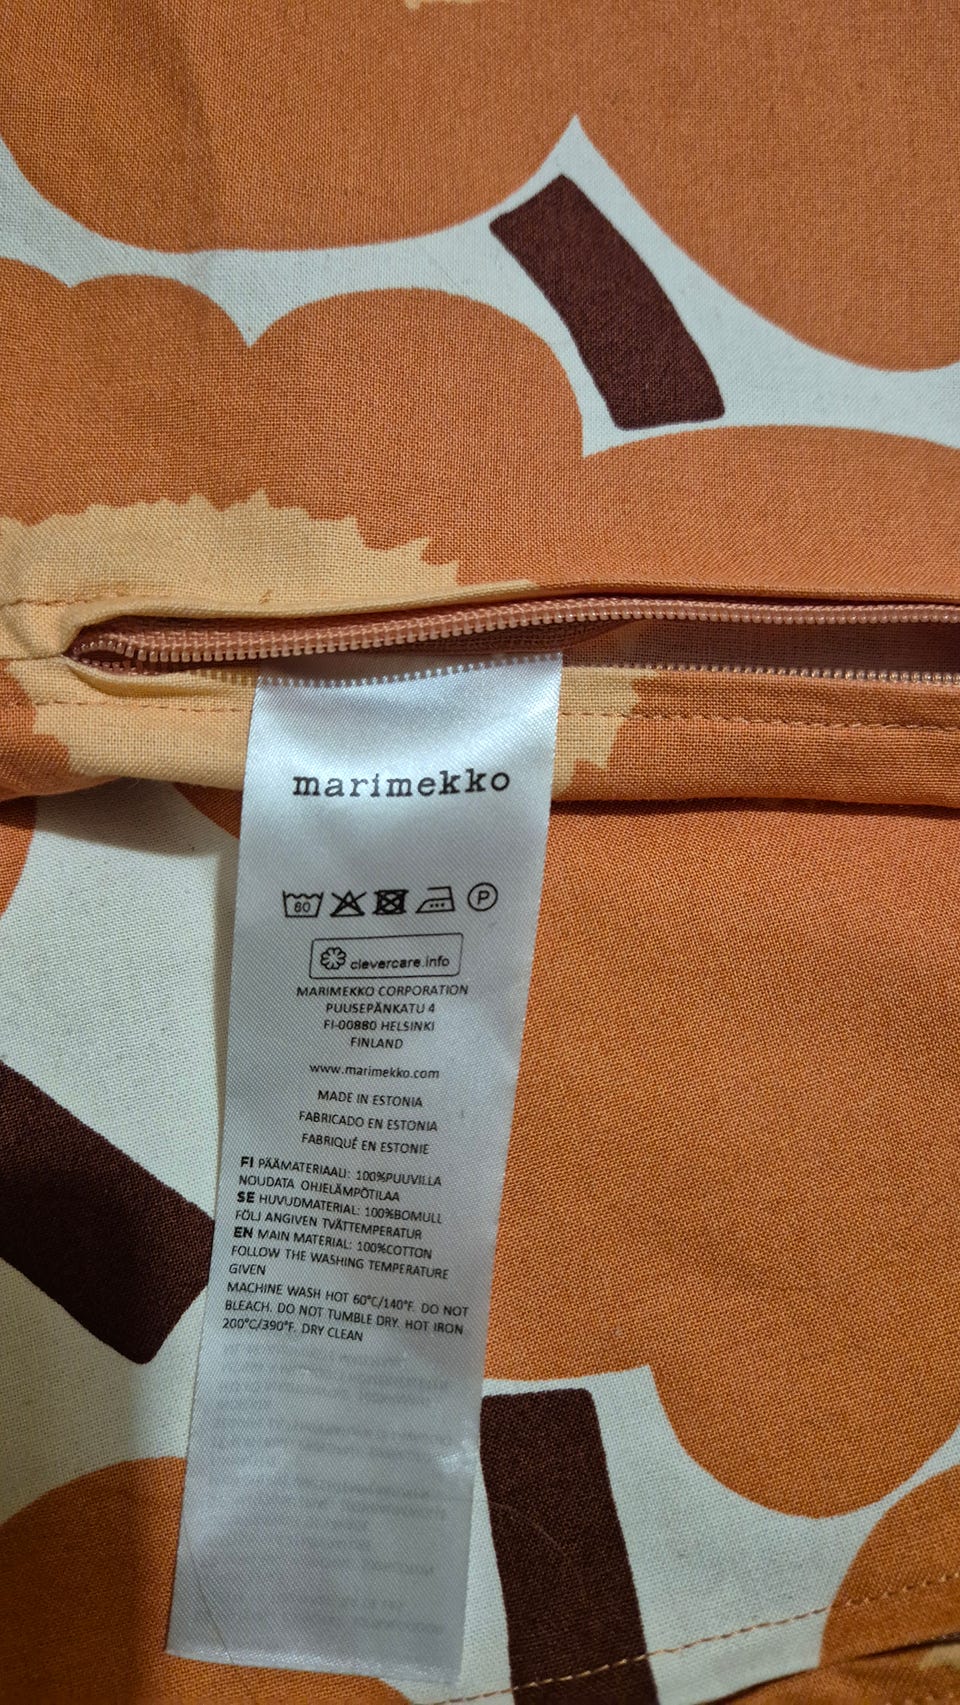 marimekko
60 P
clevercare.info
MARIMEKKO CORPORATION
PUUSEPÄNKATU 4
FI-00880 HELSINKI
FINLAND
www.marimekko.com
MADE IN ESTONIA
FABRICADO EN ESTONIA
FABRIQUÉ EN ESTONIE
FI PÄÄMATERIAALI: 100%PUUVILLA
NOUDATA OHJELÄMPÖTILAA
SE HUVUDMATERIAL: 100%BOMULL
FÖLJ ANGIVEN TVÄTTEMPERATUR
EN MAIN MATERIAL: 100%COTTON
FOLLOW THE WASHING TEMPERATURE
GIVEN
MACHINE WASH HOT 60°C/140°F. DO NOT
BLEACH. DO NOT TUMBLE DRY. HOT IRON
200°C/390°F. DRY CLEAN